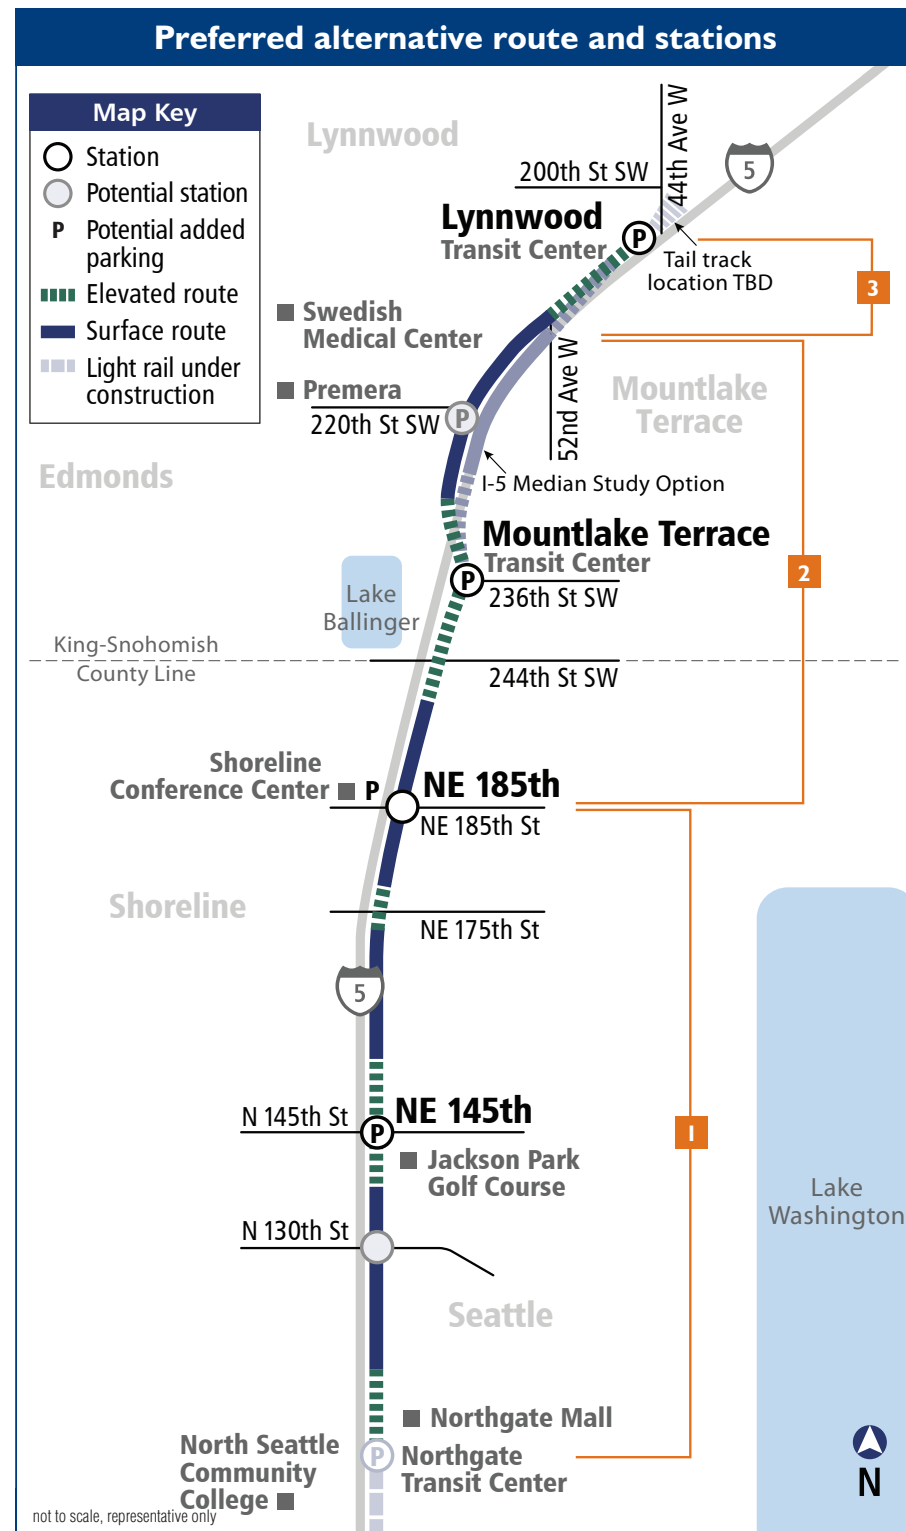 Preferred alternative route and stations
Map Key
Station
Potential station
P Potential added
parking
Elevated route
Surface route
Light rail under
construction
Lynnwood
200th St SW
44th Ave W
5
Lynnwood
Transit Center
P
Tail track
location TBD
3
Swedish
Medical Center
Premera
220th St SW
P
52nd Ave W
Mountlake
Terrace
Edmonds
I-5 Median Study Option
Mountlake Terrace
Transit Center
P
236th St SW
2
Lake
Ballinger
King-Snohomish
County Line
244th St SW
Shoreline
Conference Center
P
NE 185th
NE 185th St
Shoreline
NE 175th St
5
N 145th St
NE 145th
P
1
Jackson Park
Golf Course
Lake
Washington
N 130th St
Seattle
Northgate Mall
North Seattle
Community
College
P
Northgate
Transit Center
N
not to scale, representative only